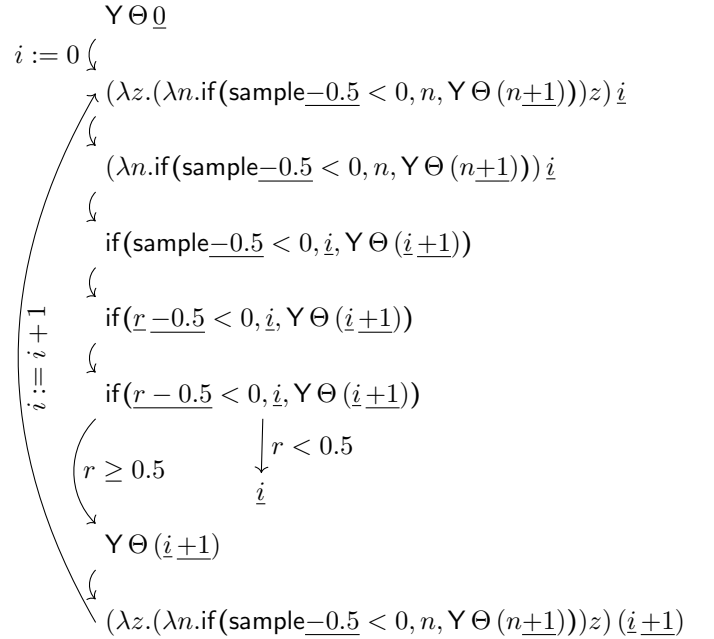 Y Θ 0
i := 0
(λz.(λn.if(sample−0.5 < 0, n, Y Θ (n+1)))z) i
(λn.if(sample−0.5 < 0, n, Y Θ (n+1))) i
if(sample−0.5 < 0, i, Y Θ (i +1))
if(r −0.5 < 0, i, Y Θ (i +1))
i := i + 1
if(r − 0.5 < 0, i, Y Θ (i +1))
r < 0.5
r ≥ 0.5
i
Y Θ (i +1)
(λz.(λn.if(sample−0.5 < 0, n, Y Θ (n+1)))z) (i +1)